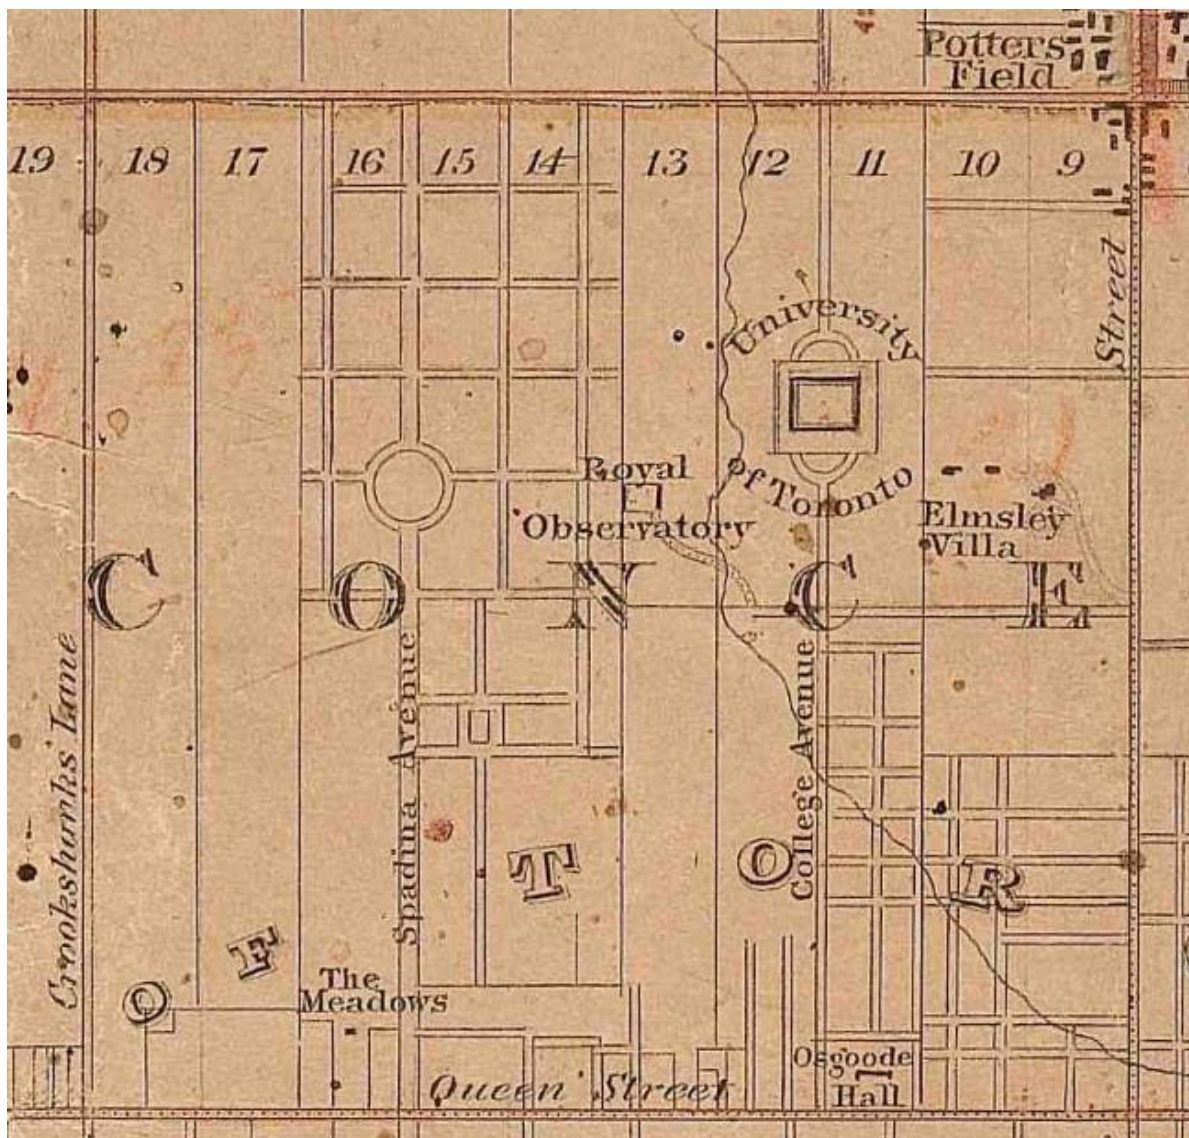 Potters
Field
19 18 17 16 15 14 13 12 11 10 9
Street
University
of Toronto
Royal
Observatory
Elmsley
Villa
C O N C E
Crookshunks' Lane
Spadina Avenue
College Avenue
T O R
O F
The
Meadows
Osgoode
Hall
Queen Street